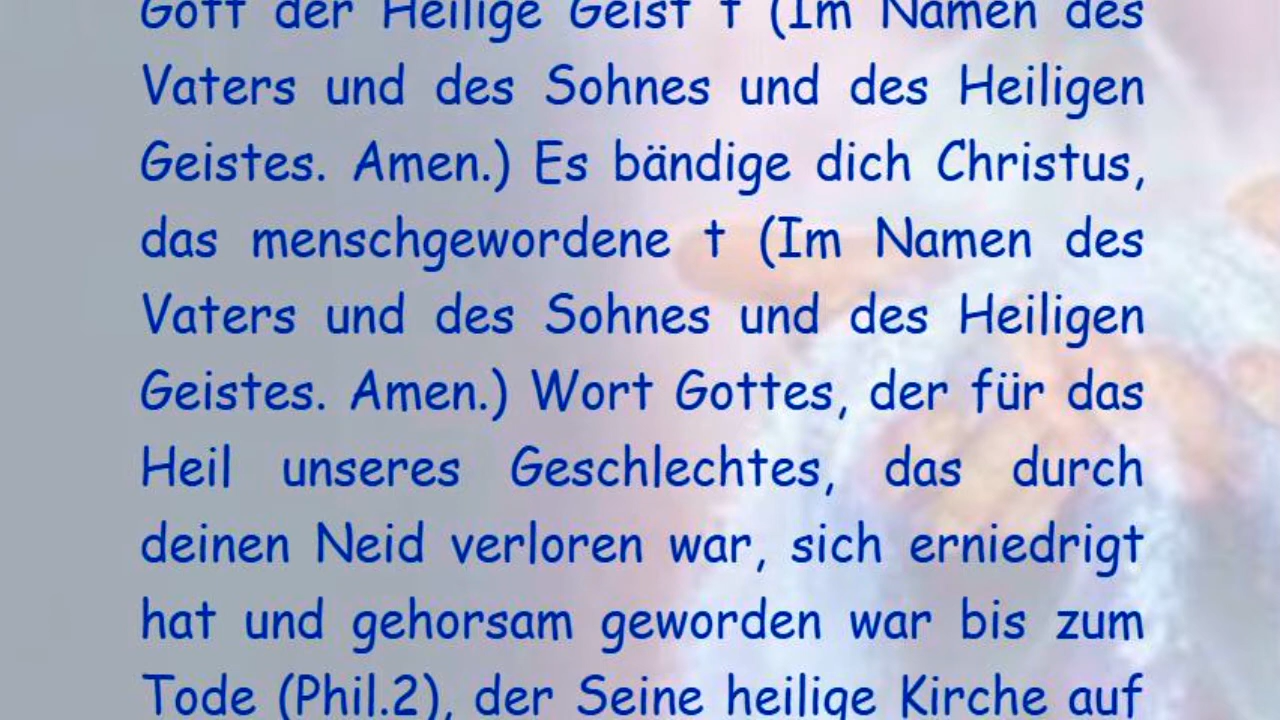 Gott der Heilige Geist † (Im Namen des
Vaters und des Sohnes und des Heiligen
Geistes. Amen.) Es bändige dich Christus,
das menschgewordene † (Im Namen des
Vaters und des Sohnes und des Heiligen
Geistes. Amen.) Wort Gottes, der für das
Heil unseres Geschlechtes, das durch
deinen Neid verloren war, sich erniedrigt
hat und gehorsam geworden war bis zum
Tode (Phil.2), der Seine heilige Kirche auf